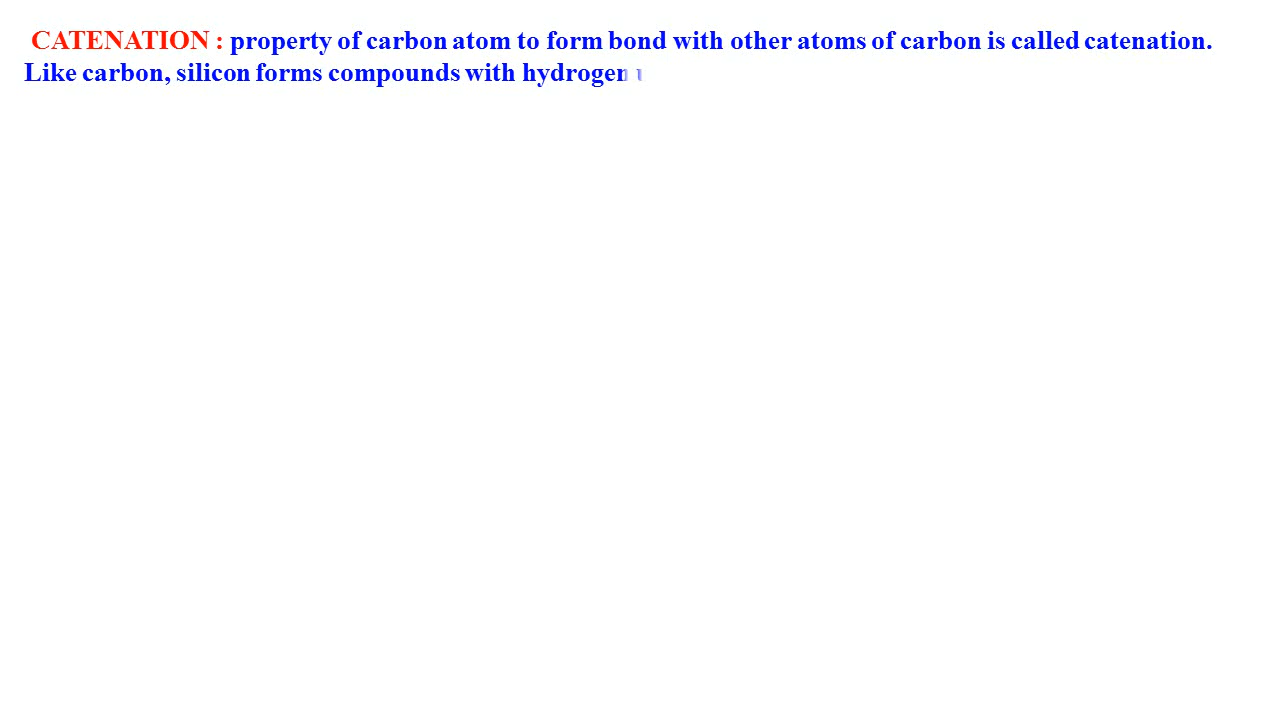 CATENATION : property of carbon atom to form bond with other atoms of carbon is called catenation.
Like carbon, silicon forms compounds with hydrogen